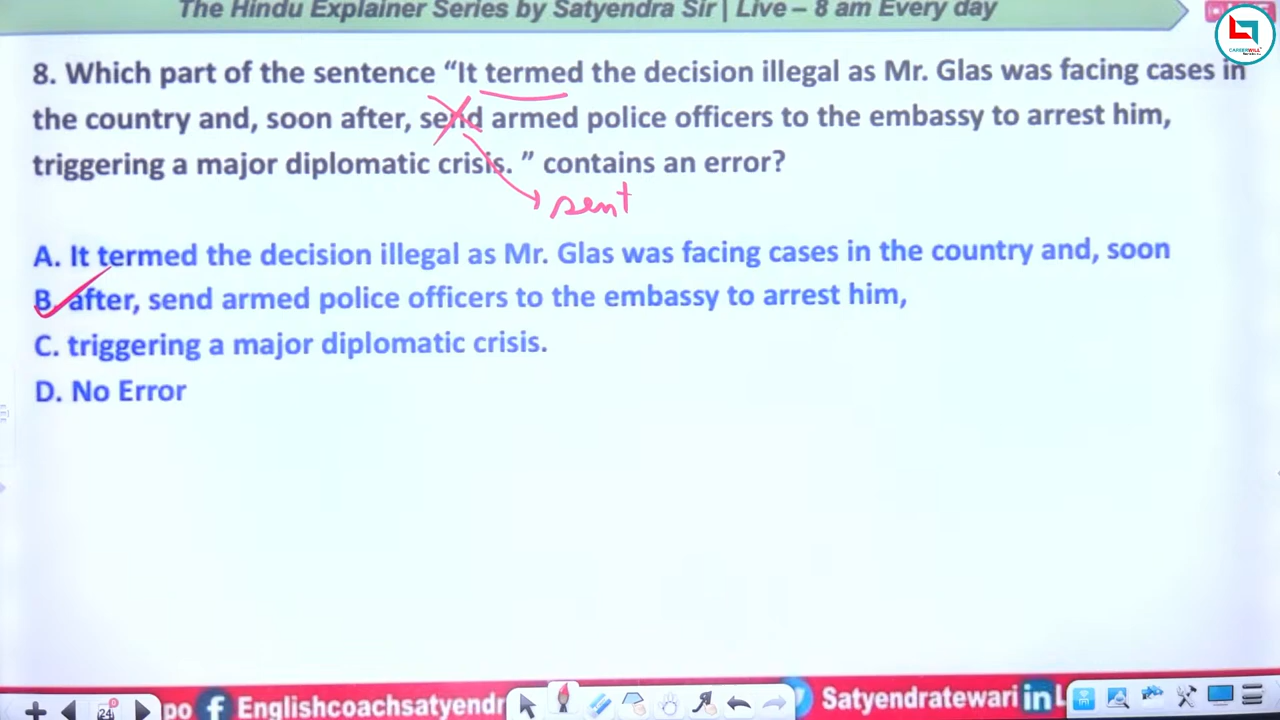 The Hindu Explainer Series by Satyendra Sir | Live – 8 am Every day
CAREERWILL
8. Which part of the sentence “It termed the decision illegal as Mr. Glas was facing cases in
the country and, soon after, send armed police officers to the embassy to arrest him,
triggering a major diplomatic crisis. ” contains an error?
sent
A. It termed the decision illegal as Mr. Glas was facing cases in the country and, soon
B. after, send armed police officers to the embassy to arrest him,
C. triggering a major diplomatic crisis.
D. No Error
24 po f Englishcoachsatyendr Satyendratewari in L